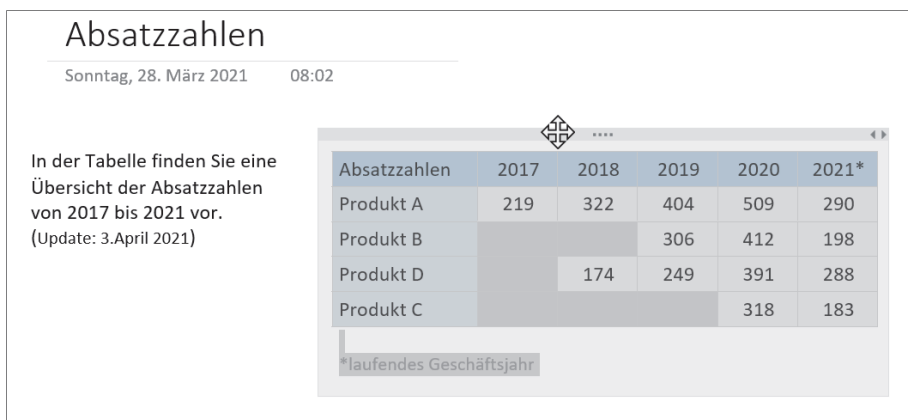 Absatzzahlen
Sonntag, 28. März 2021 08:02
In der Tabelle finden Sie eine
Übersicht der Absatzzahlen
von 2017 bis 2021 vor.
(Update: 3.April 2021)
Absatzzahlen 2017 2018 2019 2020 2021*
Produkt A 219 322 404 509 290
Produkt B 306 412 198
Produkt D 174 249 391 288
Produkt C 318 183
*laufendes Geschäftsjahr